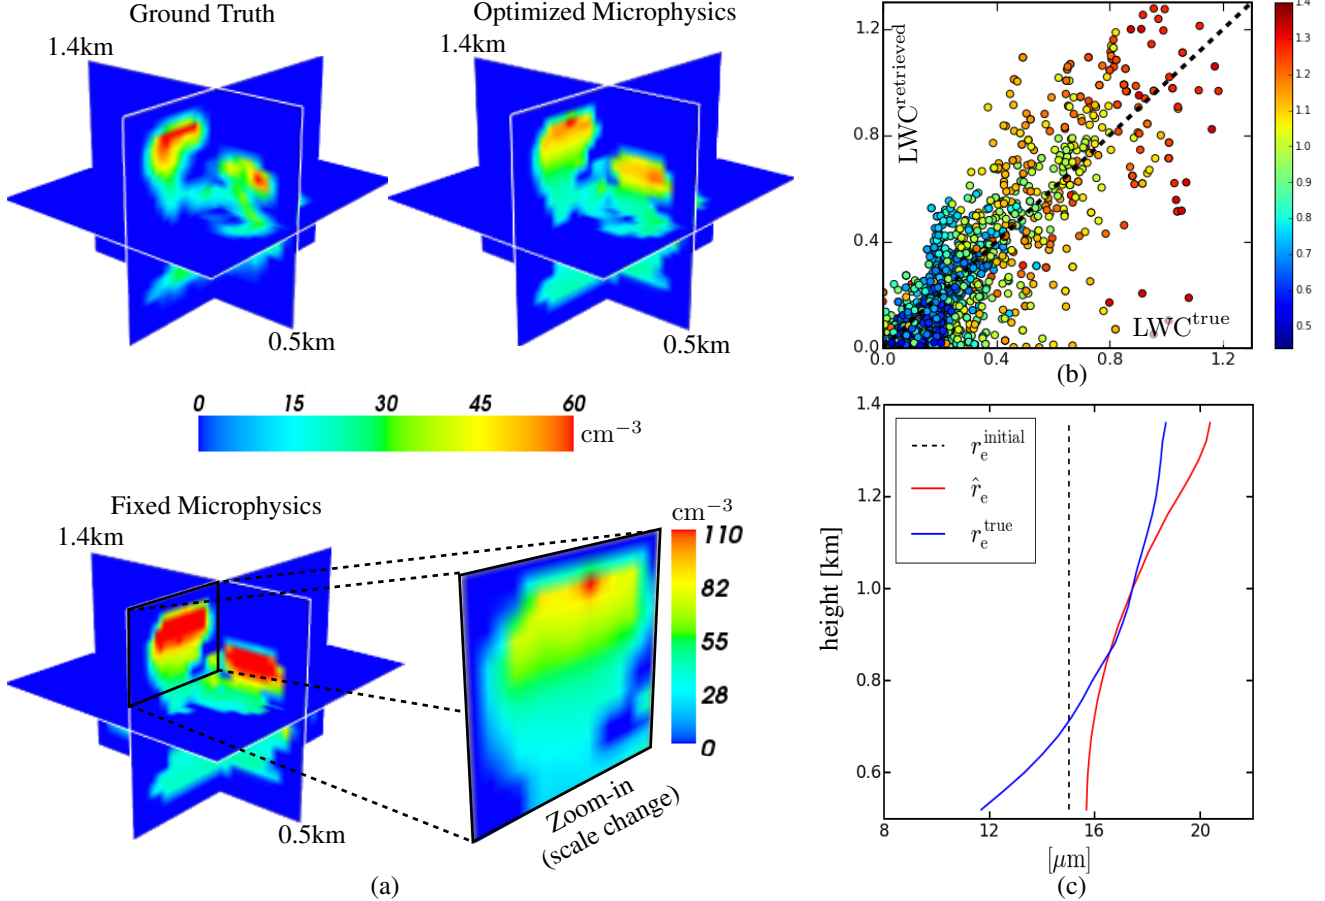 Ground Truth
Optimized Microphysics
1.4km
1.4km
0.5km
0.5km
0 15 30 45 60
cm⁻³
Fixed Microphysics
1.4km
0.5km
cm⁻³
110
82
55
28
0
Zoom-in
(scale change)
(a)
LWC^retrieved
1.2
0.8
0.4
0.0
0.0 0.4 0.8 1.2
LWC^true
1.4
1.3
1.2
1.1
1.0
0.9
0.8
0.7
0.6
0.5
(b)
1.4
1.2
1.0
0.8
0.6
height [km]
r_e^initial
r̂_e
r_e^true
8 12 16 20
[μm]
(c)